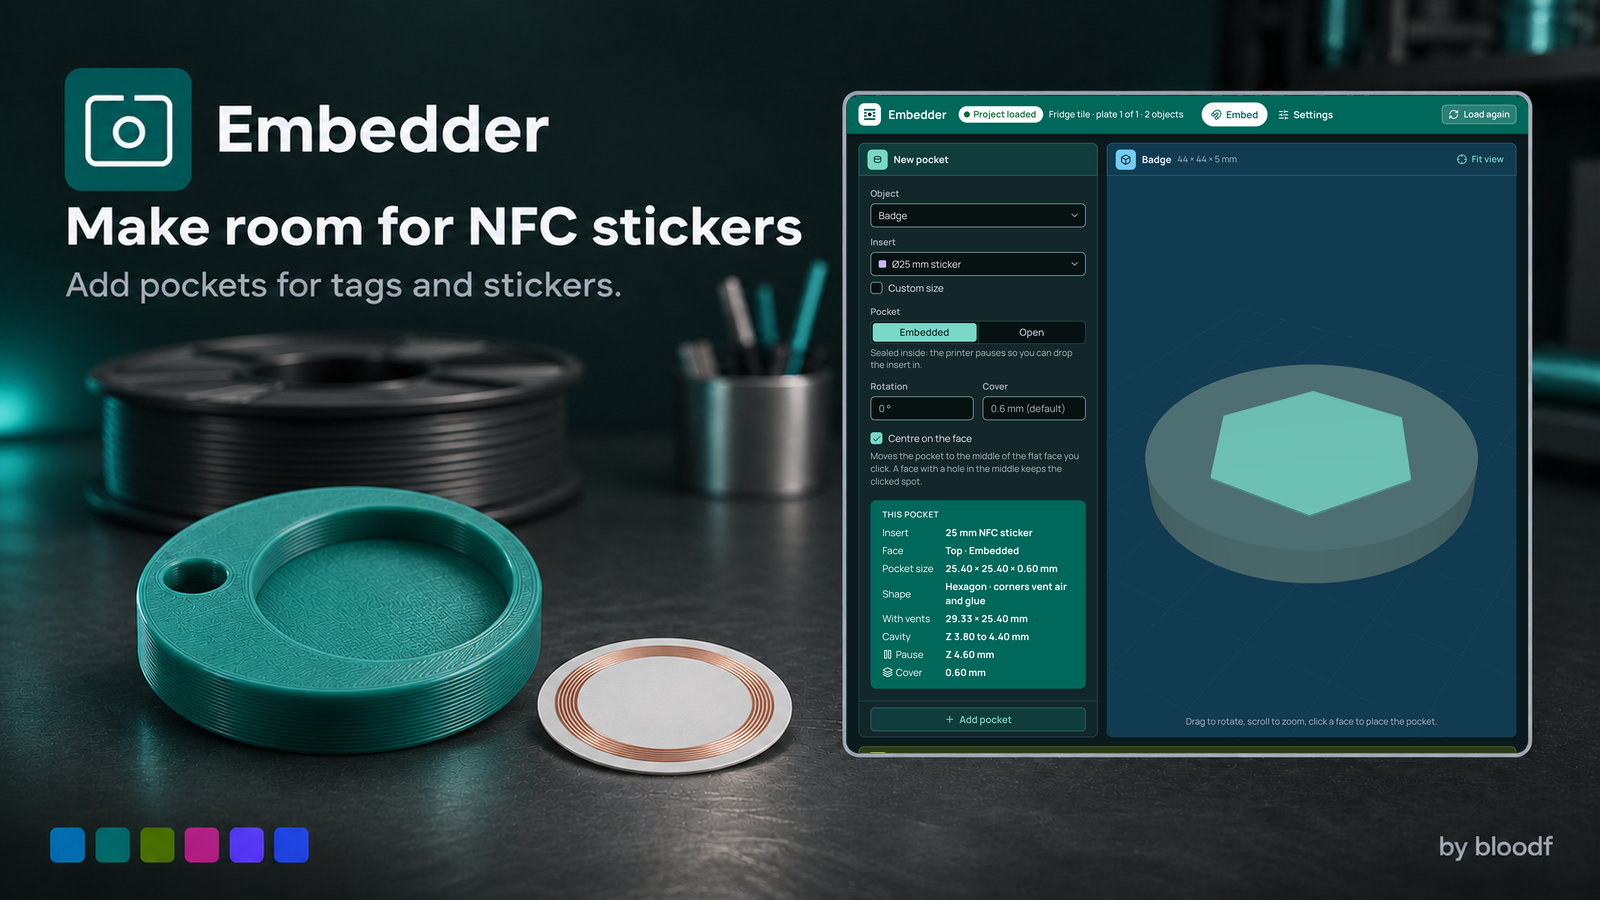 Embedder
Make room for NFC stickers
Add pockets for tags and stickers.
Embedder
Project loaded
Fridge tile · plate 1 of 1 · 2 objects
Embed
Settings
Load again
New pocket
Object
Badge
Insert
Ø25 mm sticker
Custom size
Pocket
Embedded
Open
Sealed inside: the printer pauses so you can drop
the insert in.
Rotation
Cover
0 °
0.6 mm (default)
Centre on the face
Moves the pocket to the middle of the flat face you
click. A face with a hole in the middle keeps the
clicked spot.
THIS POCKET
Insert 25 mm NFC sticker
Face Top · Embedded
Pocket size 25.40 × 25.40 × 0.60 mm
Shape Hexagon · corners vent air
and glue
With vents 29.33 × 25.40 mm
Cavity Z 3.80 to 4.40 mm
Pause Z 4.60 mm
Cover 0.60 mm
+ Add pocket
Badge 44 × 44 × 5 mm
Fit view
Drag to rotate, scroll to zoom, click a face to place the pocket.
by bloodf